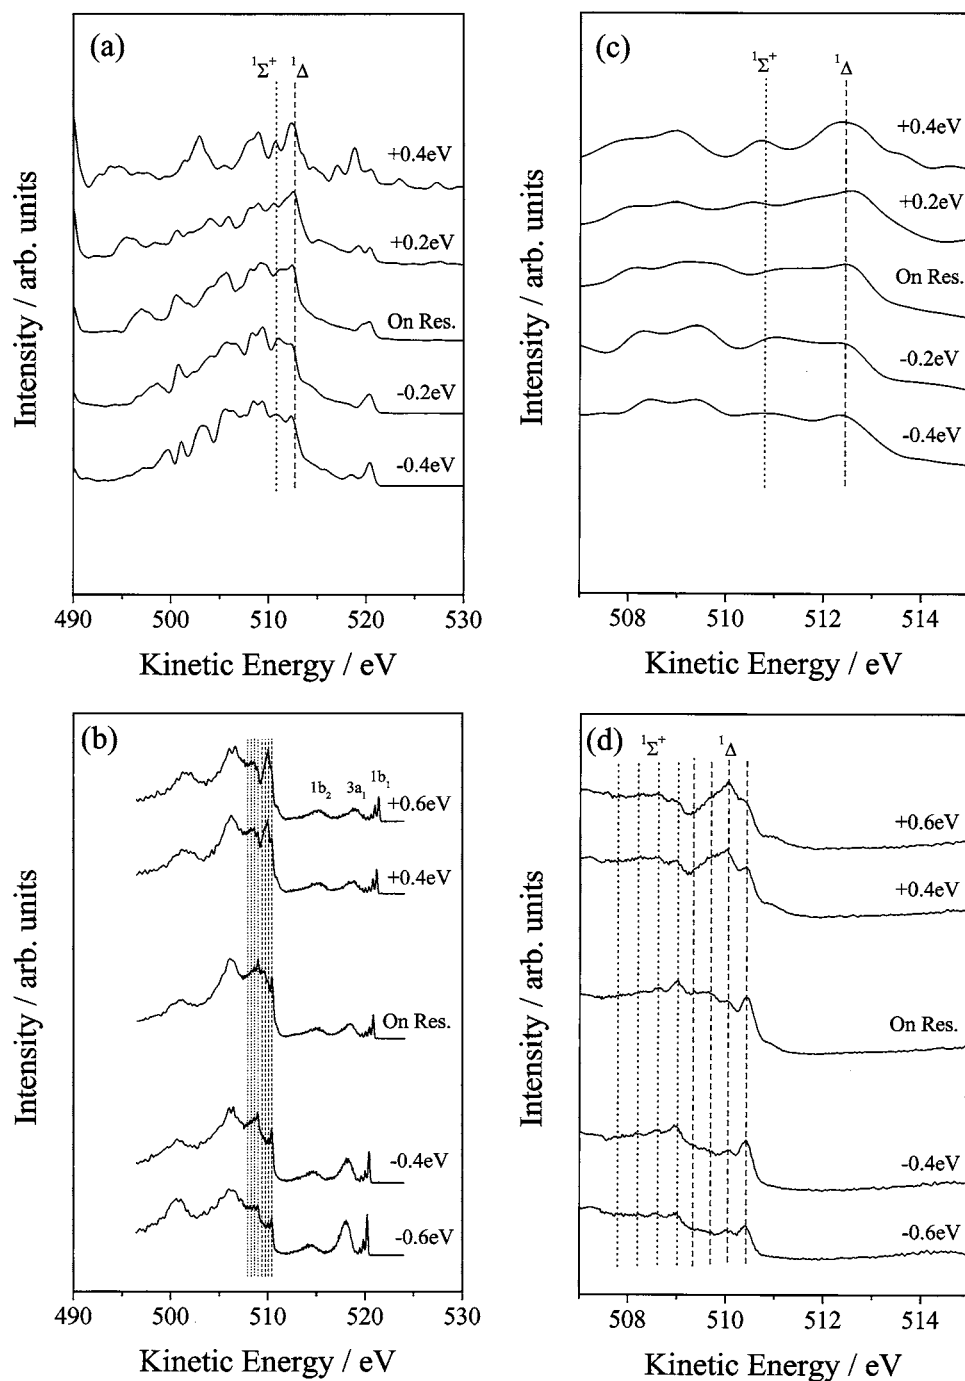 (a)
¹Σ⁺ ¹Δ
+0.4eV
+0.2eV
On Res.
-0.2eV
-0.4eV
490 500 510 520 530
Kinetic Energy / eV
Intensity / arb. units
(c)
¹Σ⁺ ¹Δ
+0.4eV
+0.2eV
On Res.
-0.2eV
-0.4eV
508 510 512 514
Kinetic Energy / eV
Intensity / arb. units
(b)
1b₂ 3a₁ 1b₁
+0.6eV
+0.4eV
On Res.
-0.4eV
-0.6eV
490 500 510 520 530
Kinetic Energy / eV
Intensity / arb. units
(d)
¹Σ⁺ ¹Δ
+0.6eV
+0.4eV
On Res.
-0.4eV
-0.6eV
508 510 512 514
Kinetic Energy / eV
Intensity / arb. units